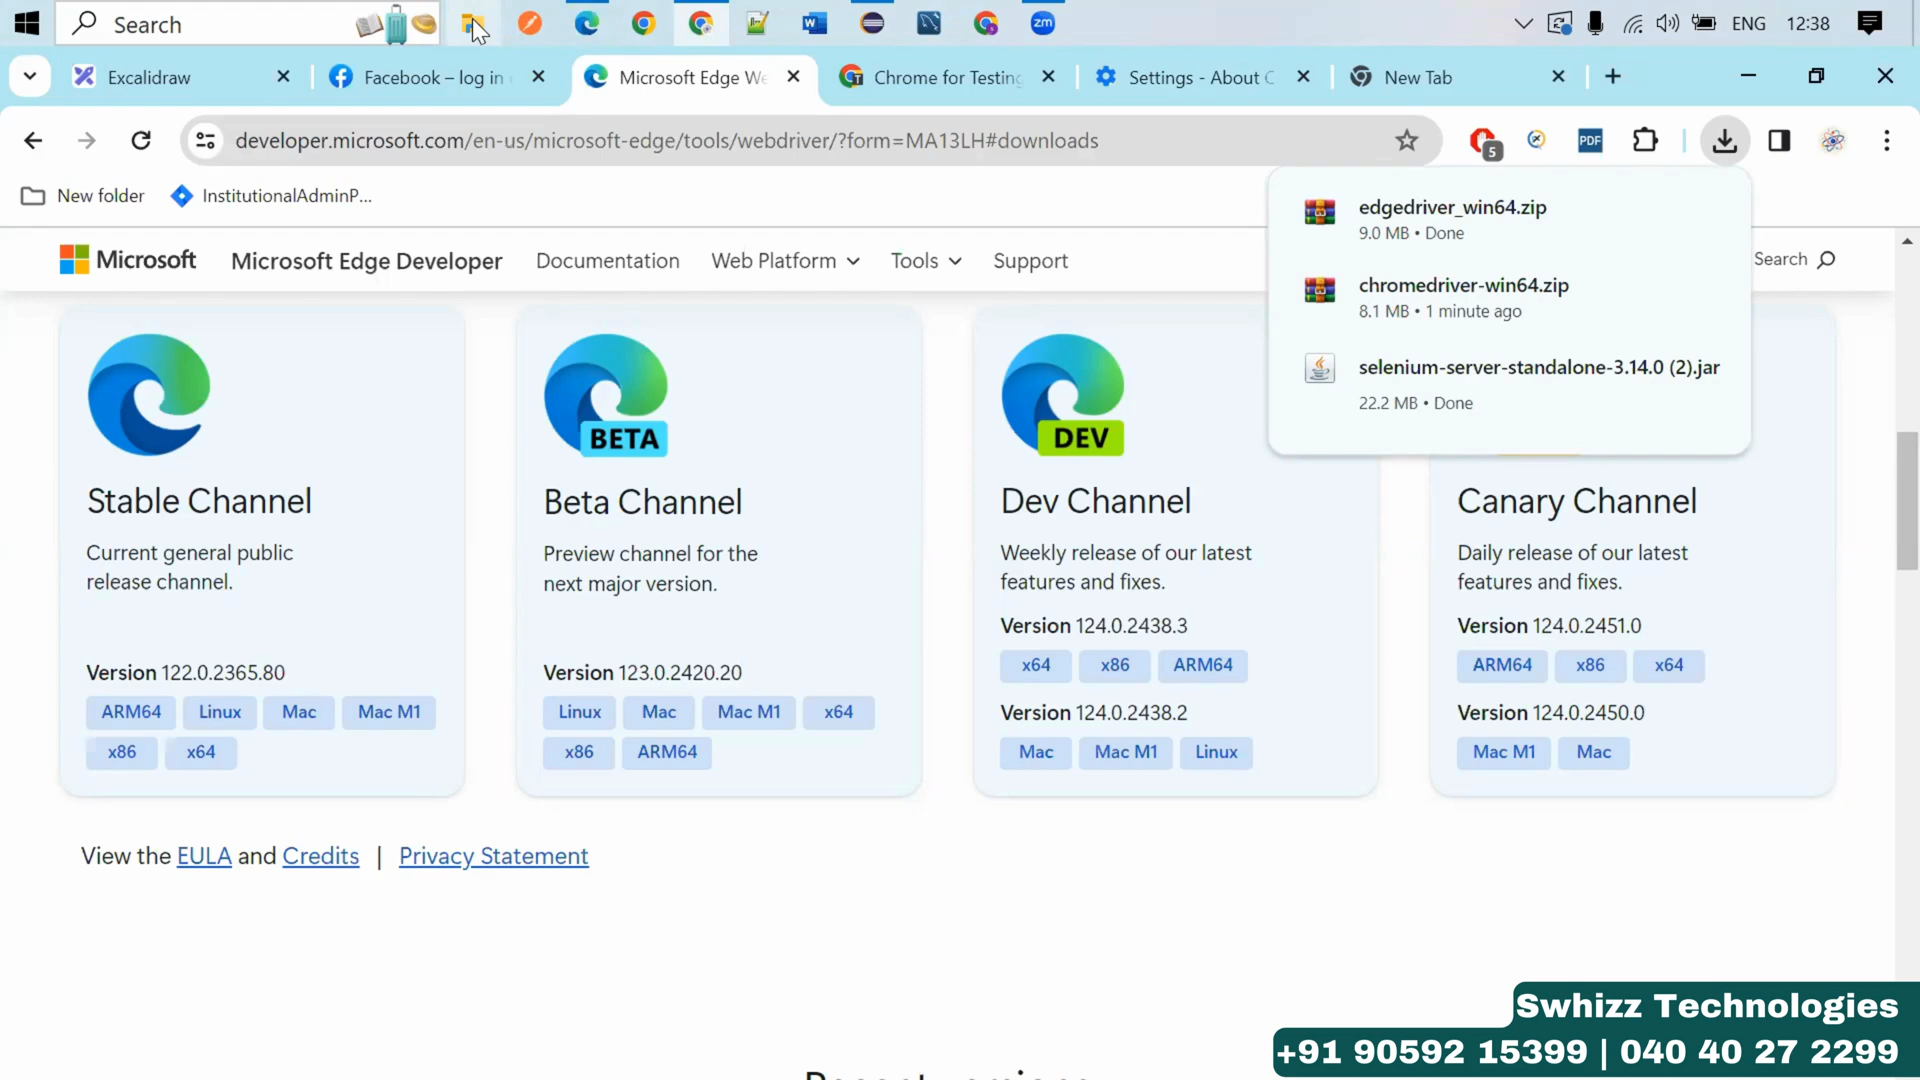 Search
zm
ENG
12:38
Excalidraw
Facebook – log in
Microsoft Edge We
Chrome for Testing
Settings - About C
New Tab
developer.microsoft.com/en-us/microsoft-edge/tools/webdriver/?form=MA13LH#downloads
5
PDF
New folder
InstitutionalAdminP...
edgedriver_win64.zip
9.0 MB • Done
chromedriver-win64.zip
8.1 MB • 1 minute ago
selenium-server-standalone-3.14.0 (2).jar
22.2 MB • Done
Microsoft
Microsoft Edge Developer
Documentation
Web Platform
Tools
Support
Search
Stable Channel
Current general public
release channel.
Version 122.0.2365.80
ARM64 Linux Mac Mac M1
x86 x64
BETA
Beta Channel
Preview channel for the
next major version.
Version 123.0.2420.20
Linux Mac Mac M1 x64
x86 ARM64
DEV
Dev Channel
Weekly release of our latest
features and fixes.
Version 124.0.2438.3
x64 x86 ARM64
Version 124.0.2438.2
Mac Mac M1 Linux
Canary Channel
Daily release of our latest
features and fixes.
Version 124.0.2451.0
ARM64 x86 x64
Version 124.0.2450.0
Mac M1 Mac
View the EULA and Credits | Privacy Statement
Swhizz Technologies
+91 90592 15399 | 040 40 27 2299